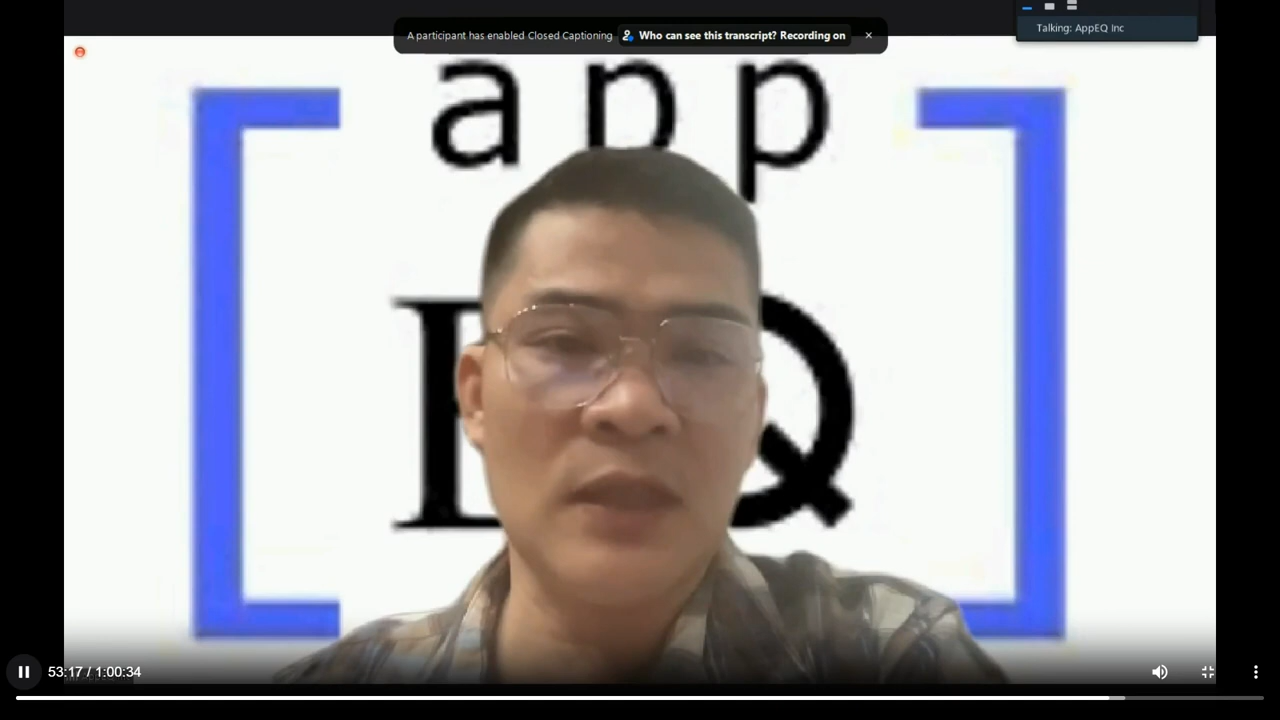 A participant has enabled Closed Captioning Who can see this transcript? Recording on
Talking: AppEQ Inc
app
EQ
53:17 / 1:00:34